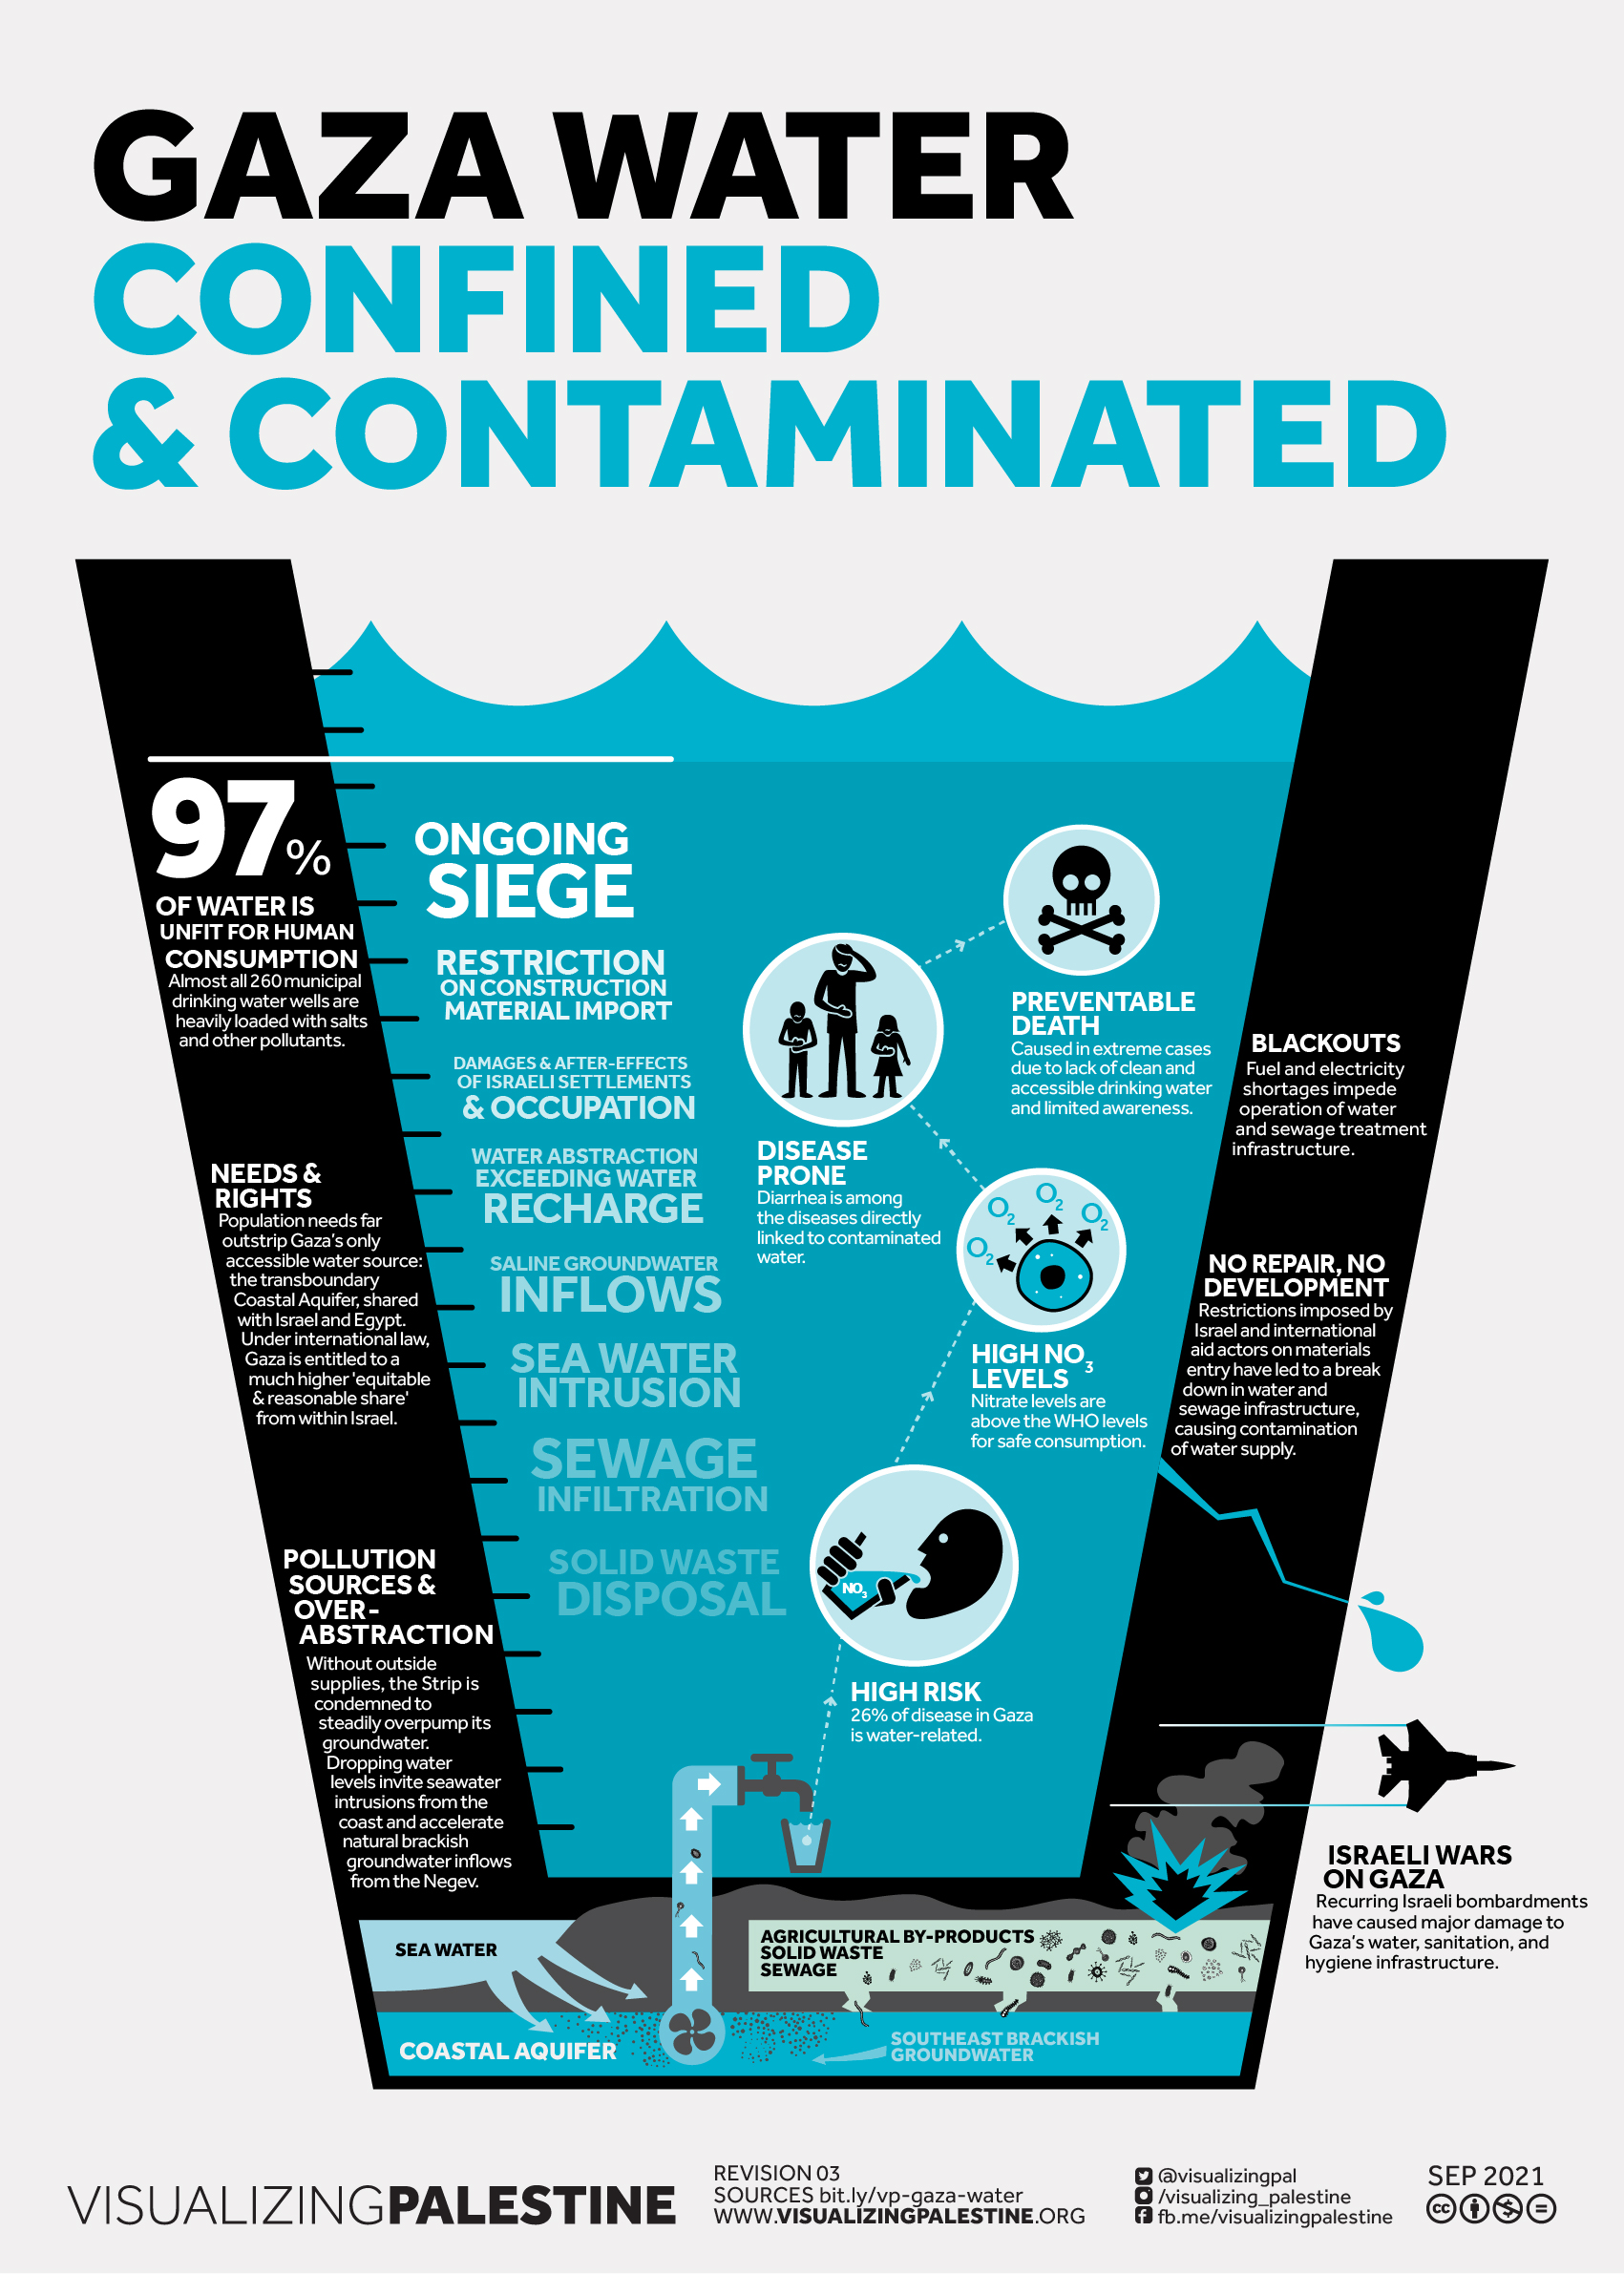 GAZA WATER
CONFINED
& CONTAMINATED
97%
OF WATER IS
UNFIT FOR HUMAN
CONSUMPTION
Almost all 260 municipal
drinking water wells are
heavily loaded with salts
and other pollutants.
NEEDS &
RIGHTS
Population needs far
outstrip Gaza's only
accessible water source:
the transboundary
Coastal Aquifer, shared
with Israel and Egypt.
Under international law,
Gaza is entitled to a
much higher 'equitable
& reasonable share'
from within Israel.
POLLUTION
SOURCES &
OVER-
ABSTRACTION
Without outside
supplies, the Strip is
condemned to
steadily overpump its
groundwater.
Dropping water
levels invite seawater
intrusions from the
coast and accelerate
natural brackish
groundwater inflows
from the Negev.
ONGOING
SIEGE
RESTRICTION
ON CONSTRUCTION
MATERIAL IMPORT
DAMAGES & AFTER-EFFECTS
OF ISRAELI SETTLEMENTS
& OCCUPATION
WATER ABSTRACTION
EXCEEDING WATER
RECHARGE
SALINE GROUNDWATER
INFLOWS
SEA WATER
INTRUSION
SEWAGE
INFILTRATION
SOLID WASTE
DISPOSAL
PREVENTABLE
DEATH
Caused in extreme cases
due to lack of clean and
accessible drinking water
and limited awareness.
DISEASE
PRONE
Diarrhea is among
the diseases directly
linked to contaminated
water.
O2
O2
O2
O2
HIGH NO3
LEVELS
Nitrate levels are
above the WHO levels
for safe consumption.
NO3
HIGH RISK
26% of disease in Gaza
is water-related.
BLACKOUTS
Fuel and electricity
shortages impede
operation of water
and sewage treatment
infrastructure.
NO REPAIR, NO
DEVELOPMENT
Restrictions imposed by
Israel and international
aid actors on materials
entry have led to a break
down in water and
sewage infrastructure,
causing contamination
of water supply.
ISRAELI WARS
ON GAZA
Recurring Israeli bombardments
have caused major damage to
Gaza's water, sanitation, and
hygiene infrastructure.
SEA WATER
AGRICULTURAL BY-PRODUCTS
SOLID WASTE
SEWAGE
COASTAL AQUIFER
SOUTHEAST BRACKISH
GROUNDWATER
VISUALIZINGPALESTINE
REVISION 03
SOURCES bit.ly/vp-gaza-water
WWW.VISUALIZINGPALESTINE.ORG
@visualizingpal
/visualizing_palestine
fb.me/visualizingpalestine
SEP 2021
cc